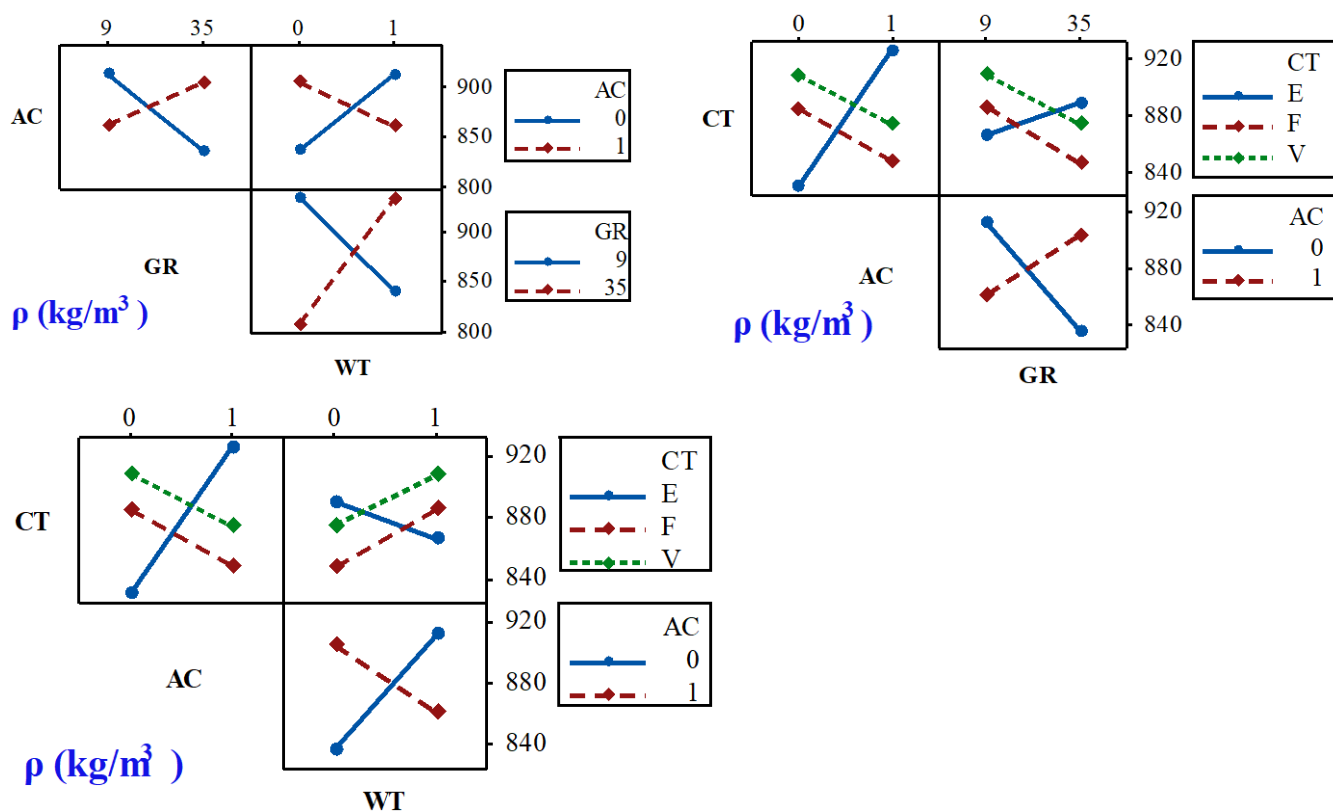 9 35 0 1
AC
900
850
800
AC
0
1
GR
900
850
800
GR
9
35
ρ (kg/m³)
WT
0 1 9 35
CT
920
880
840
CT
E
F
V
AC
920
880
840
AC
0
1
ρ (kg/m³)
GR
0 1 0 1
CT
920
880
840
CT
E
F
V
AC
920
880
840
AC
0
1
ρ (kg/m³)
WT